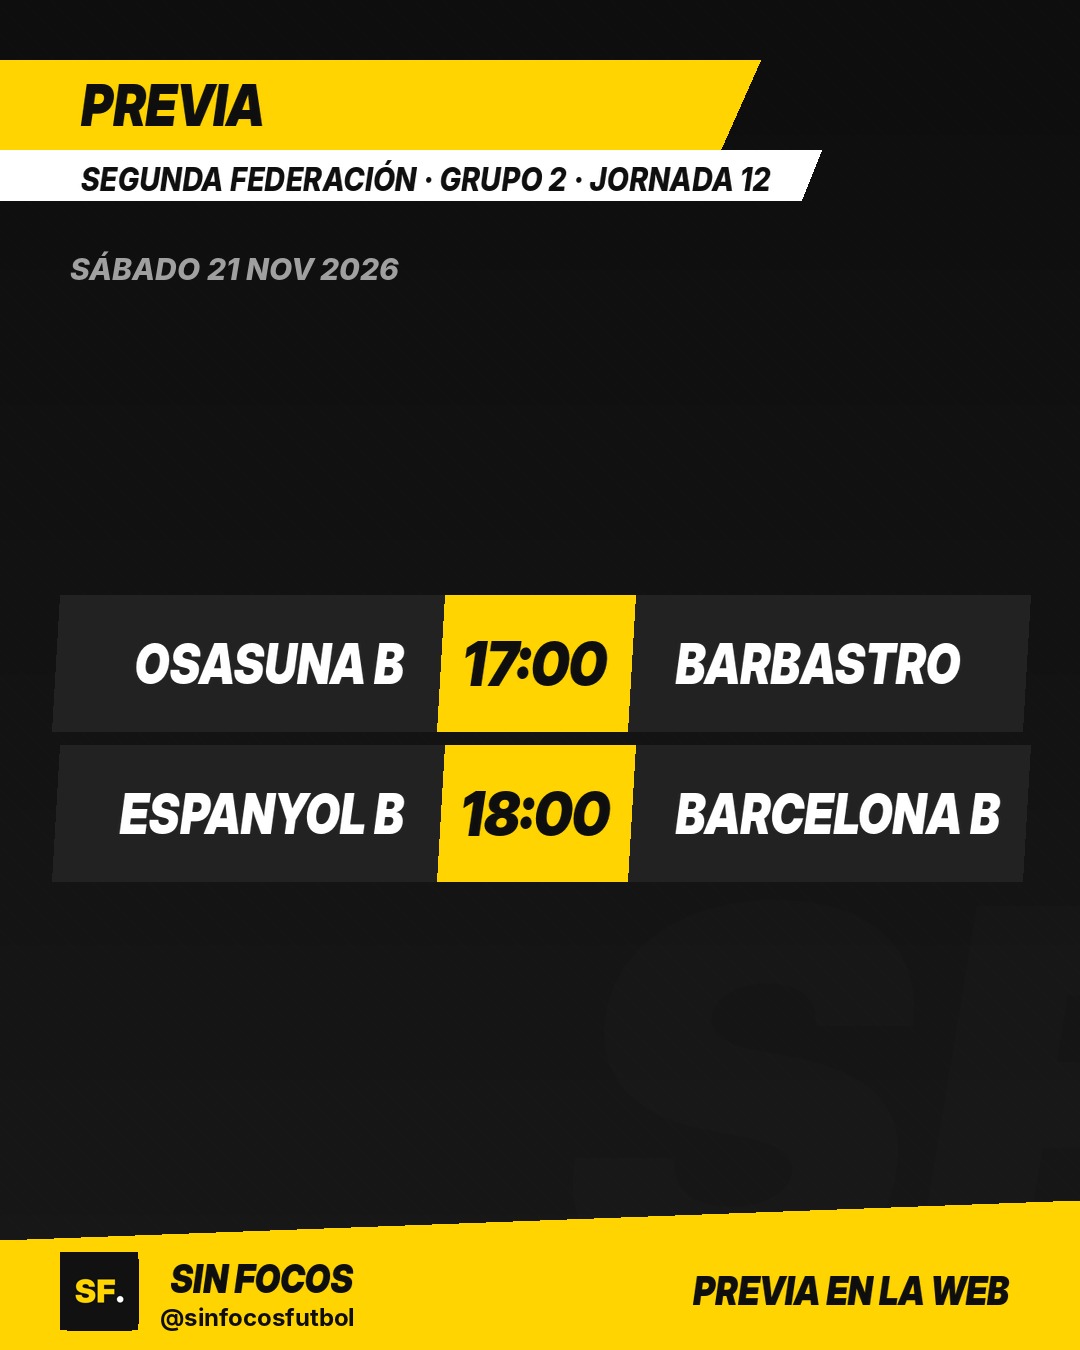 PREVIA
SEGUNDA FEDERACIÓN · GRUPO 2 · JORNADA 12
SÁBADO 21 NOV 2026
OSASUNA B 17:00 BARBASTRO
ESPANYOL B 18:00 BARCELONA B
SF
SF.
SIN FOCOS
@sinfocosfutbol
PREVIA EN LA WEB